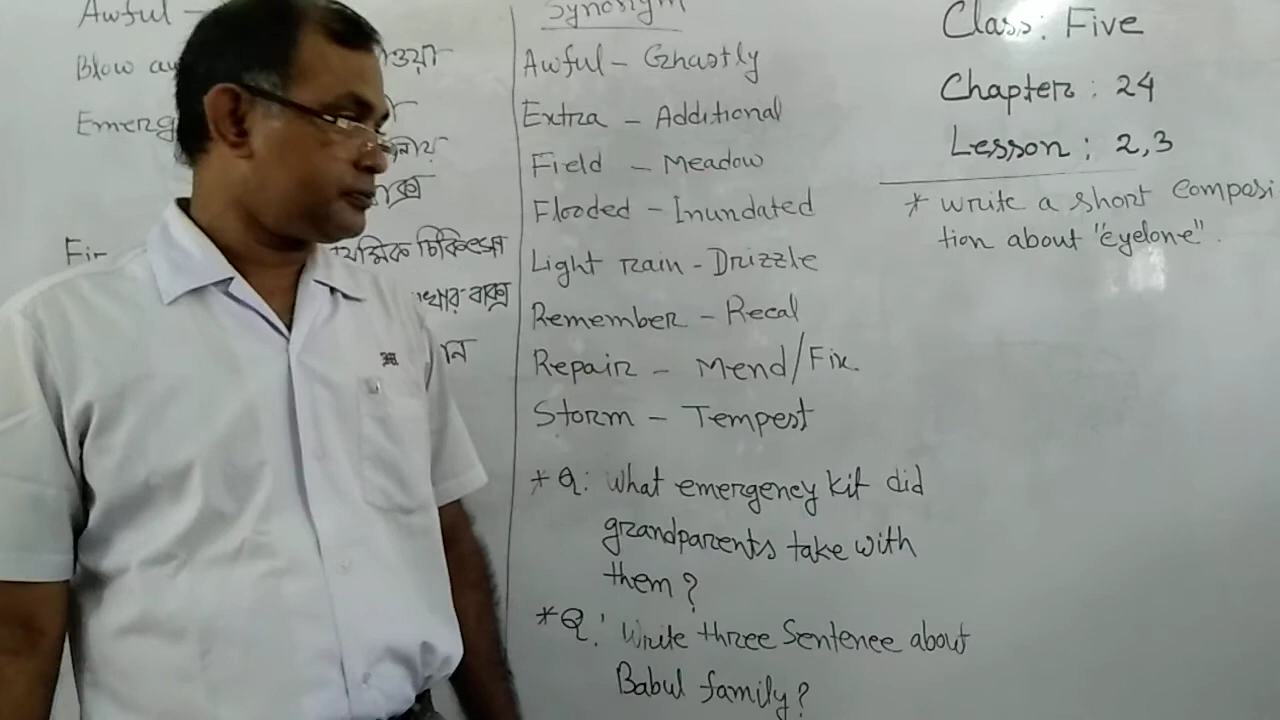 Awful -
Blow
Emerg
চিকিৎসা
বাক্স
Synonym
Awful - Ghastly
Extra - Additional
Field - Meadow
Flooded - Inundated
Light rain - Drizzle
Remember - Recal
Repair - Mend/Fix.
Storm - Tempest
* Q: What emergency kit did
grandparents take with
them?
* Q: Write three Sentence about
Babul family?
Class: Five
Chapter: 24
Lesson: 2,3
* write a short composi
tion about "cyclone".